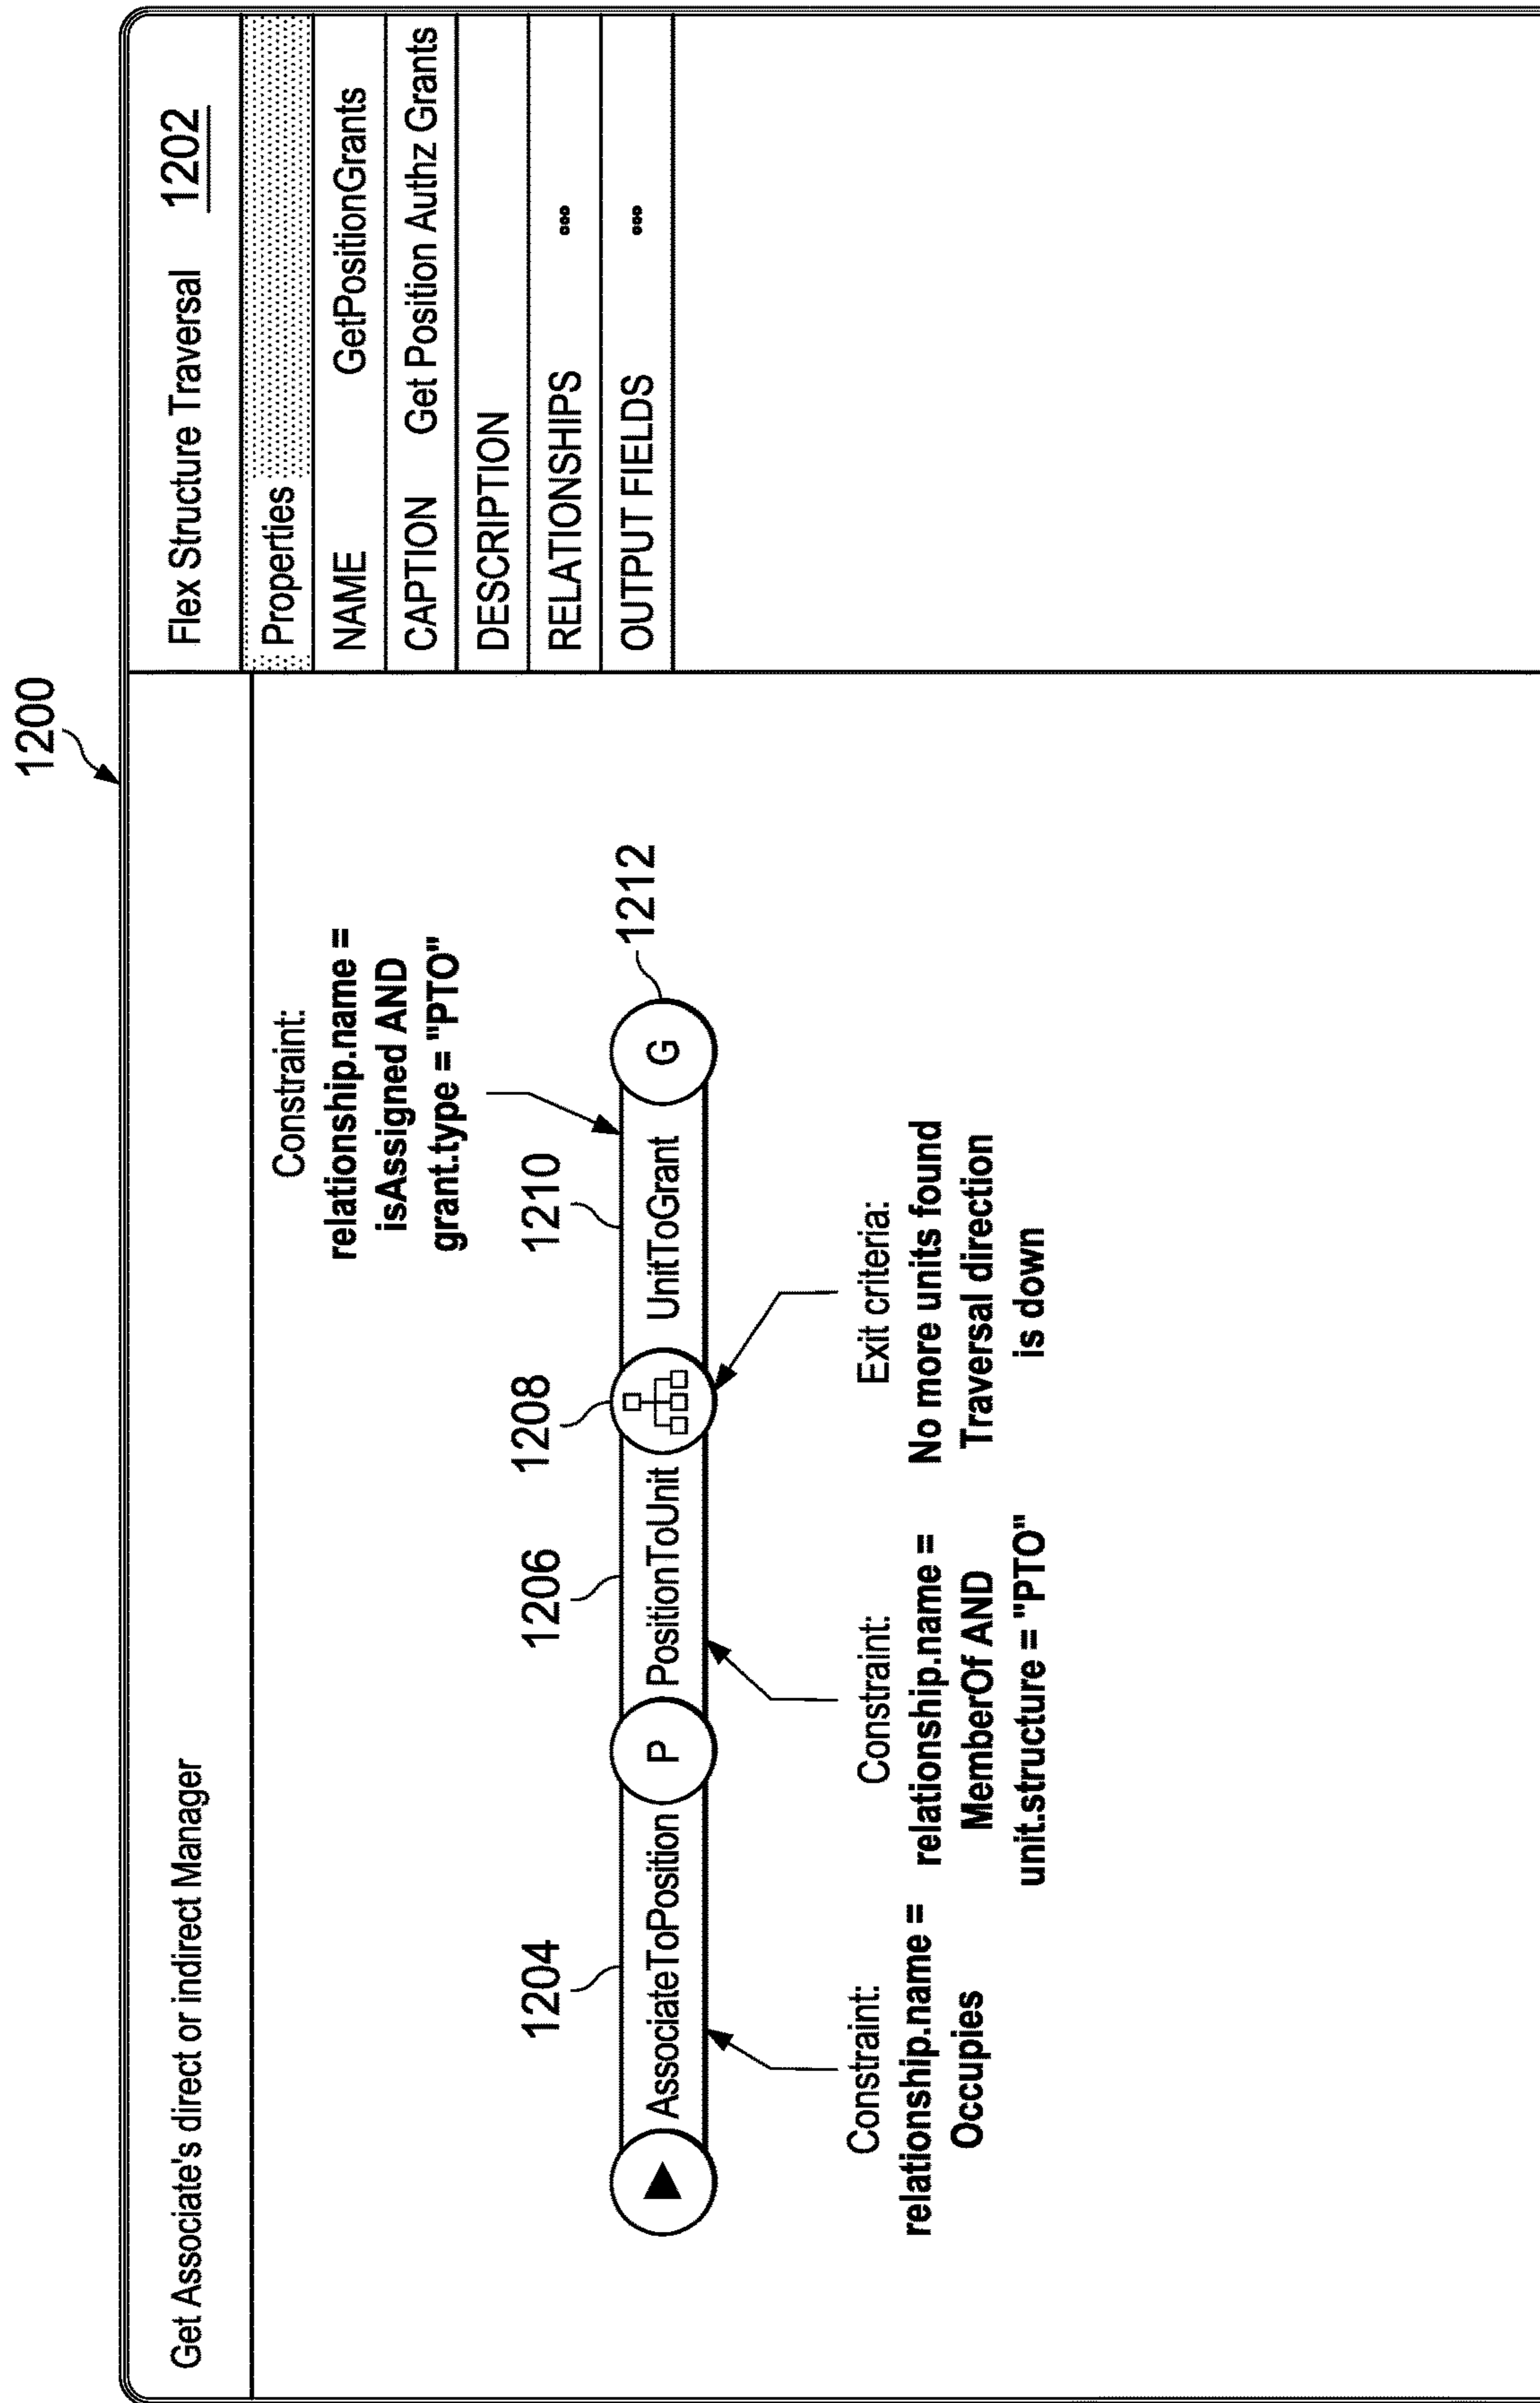 1200
Get Associate's direct or indirect Manager
Flex Structure Traversal 1202
Properties
NAME GetPositionGrants
CAPTION Get Position Authz Grants
DESCRIPTION
RELATIONSHIPS ...
OUTPUT FIELDS ...
Constraint:
relationship.name =
isAssigned AND
grant.type = "PTO"
1204
1206
1208
1210
1212
AssociateToPosition P PositionToUnit UnitToGrant G
Constraint:
relationship.name =
Occupies
Constraint:
relationship.name =
MemberOf AND
unit.structure = "PTO"
Exit criteria:
No more units found
Traversal direction
is down